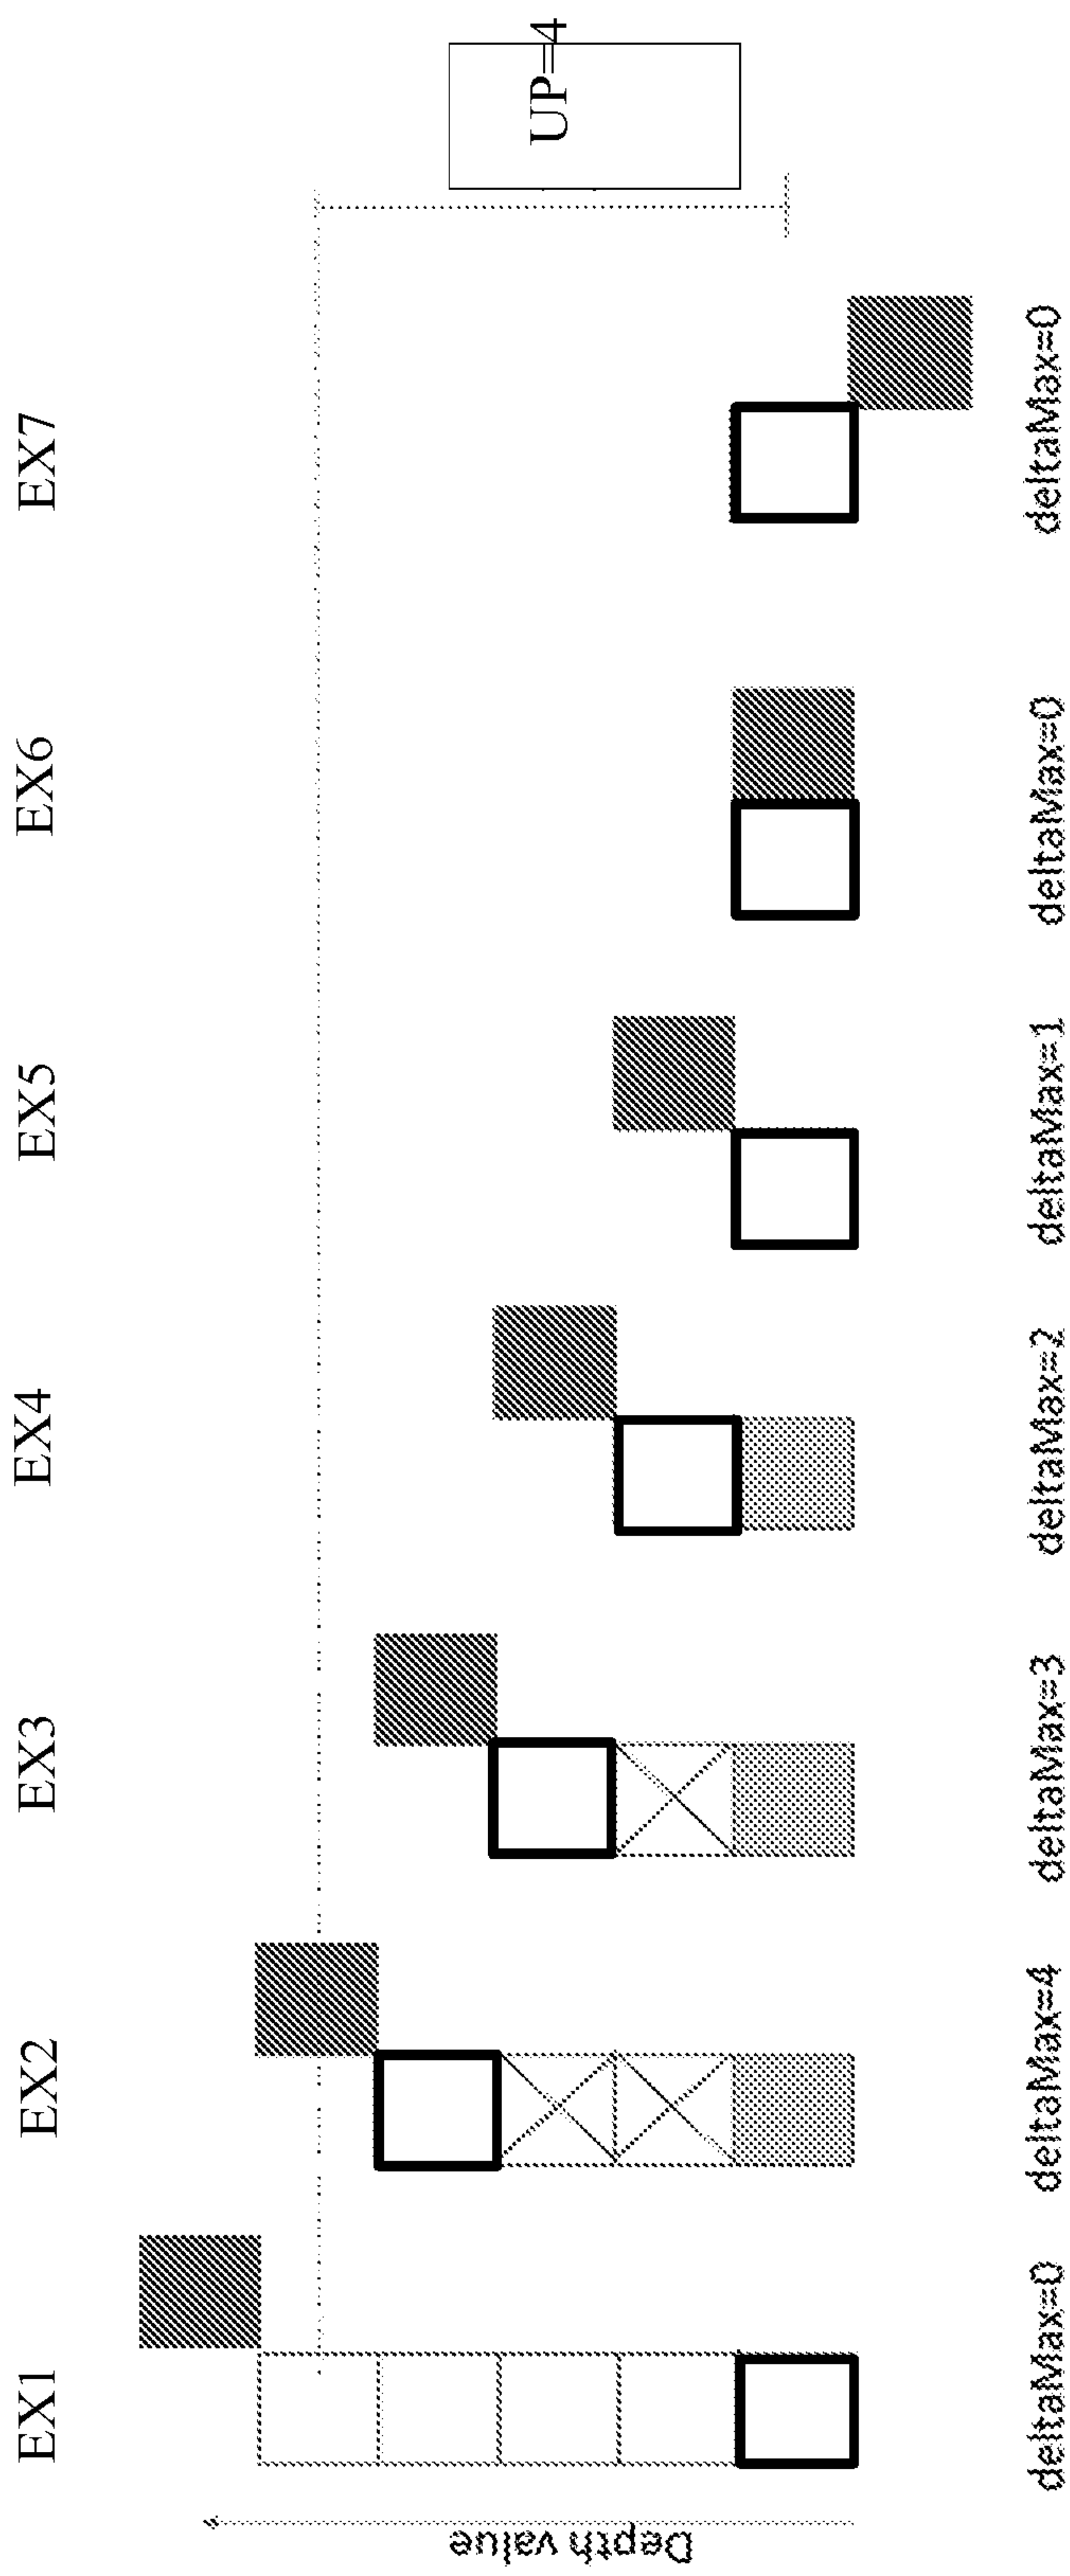 EX1 EX2 EX3 EX4 EX5 EX6 EX7
UP=4
Depth value
deltaMax=0 deltaMax=4 deltaMax=3 deltaMax=2 deltaMax=1 deltaMax=0 deltaMax=0